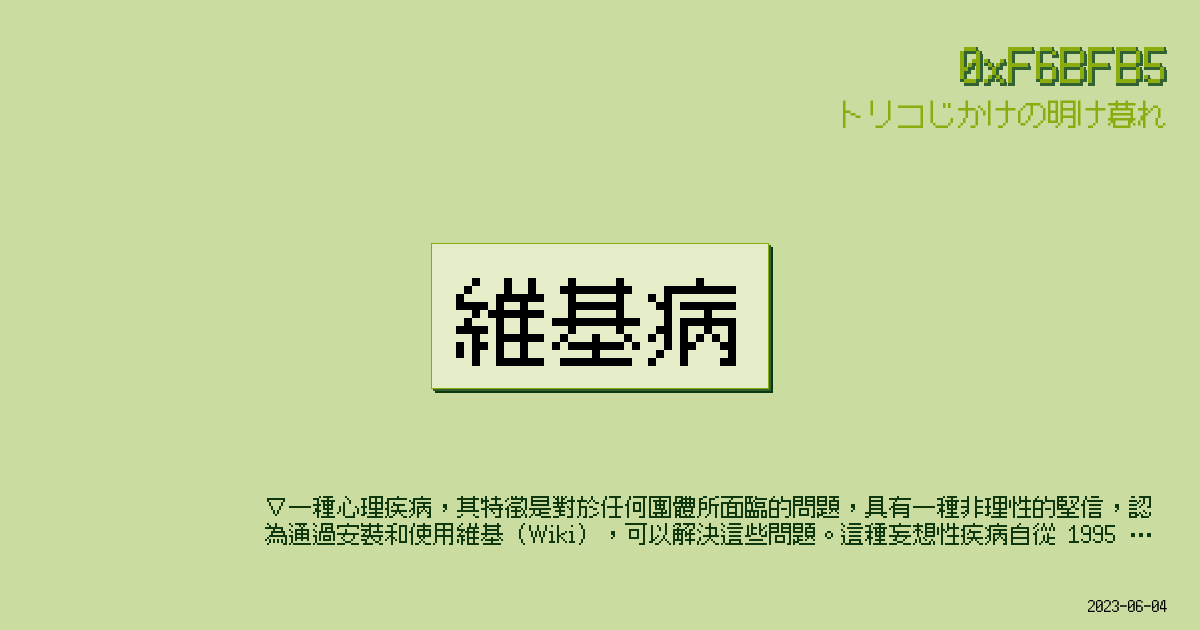 0xF6BFB5
トリコじかけの明け暮れ
維基病
▽一種心理疾病，其特徵是對於任何團體所面臨的問題，具有一種非理性的堅信，認
為通過安裝和使用維基（Wiki），可以解決這些問題。這種妄想性疾病自從 1995 …
2023-06-04